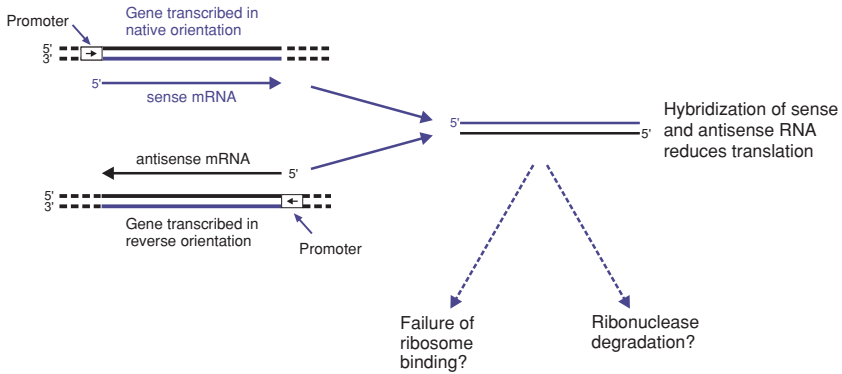 Promoter
Gene transcribed in
native orientation
5'
3'
5'
sense mRNA
antisense mRNA
5'
5'
3'
Gene transcribed in
reverse orientation
Promoter
5'
5'
Hybridization of sense
and antisense RNA
reduces translation
Failure of
ribosome
binding?
Ribonuclease
degradation?